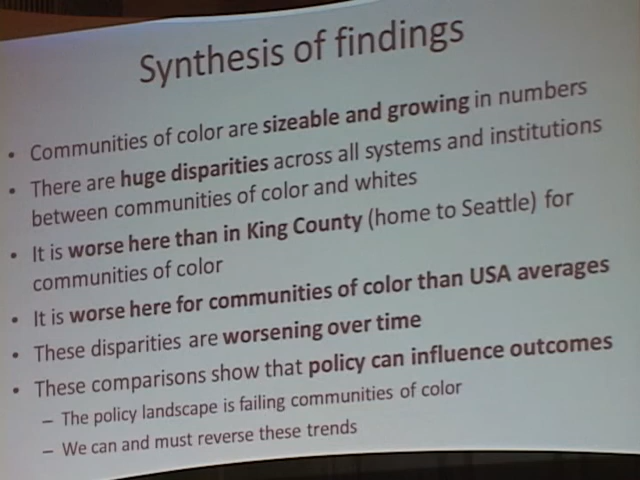 Synthesis of findings
• Communities of color are sizeable and growing in numbers
• There are huge disparities across all systems and institutions
between communities of color and whites
• It is worse here than in King County (home to Seattle) for
communities of color
• It is worse here for communities of color than USA averages
• These disparities are worsening over time
• These comparisons show that policy can influence outcomes
– The policy landscape is failing communities of color
– We can and must reverse these trends